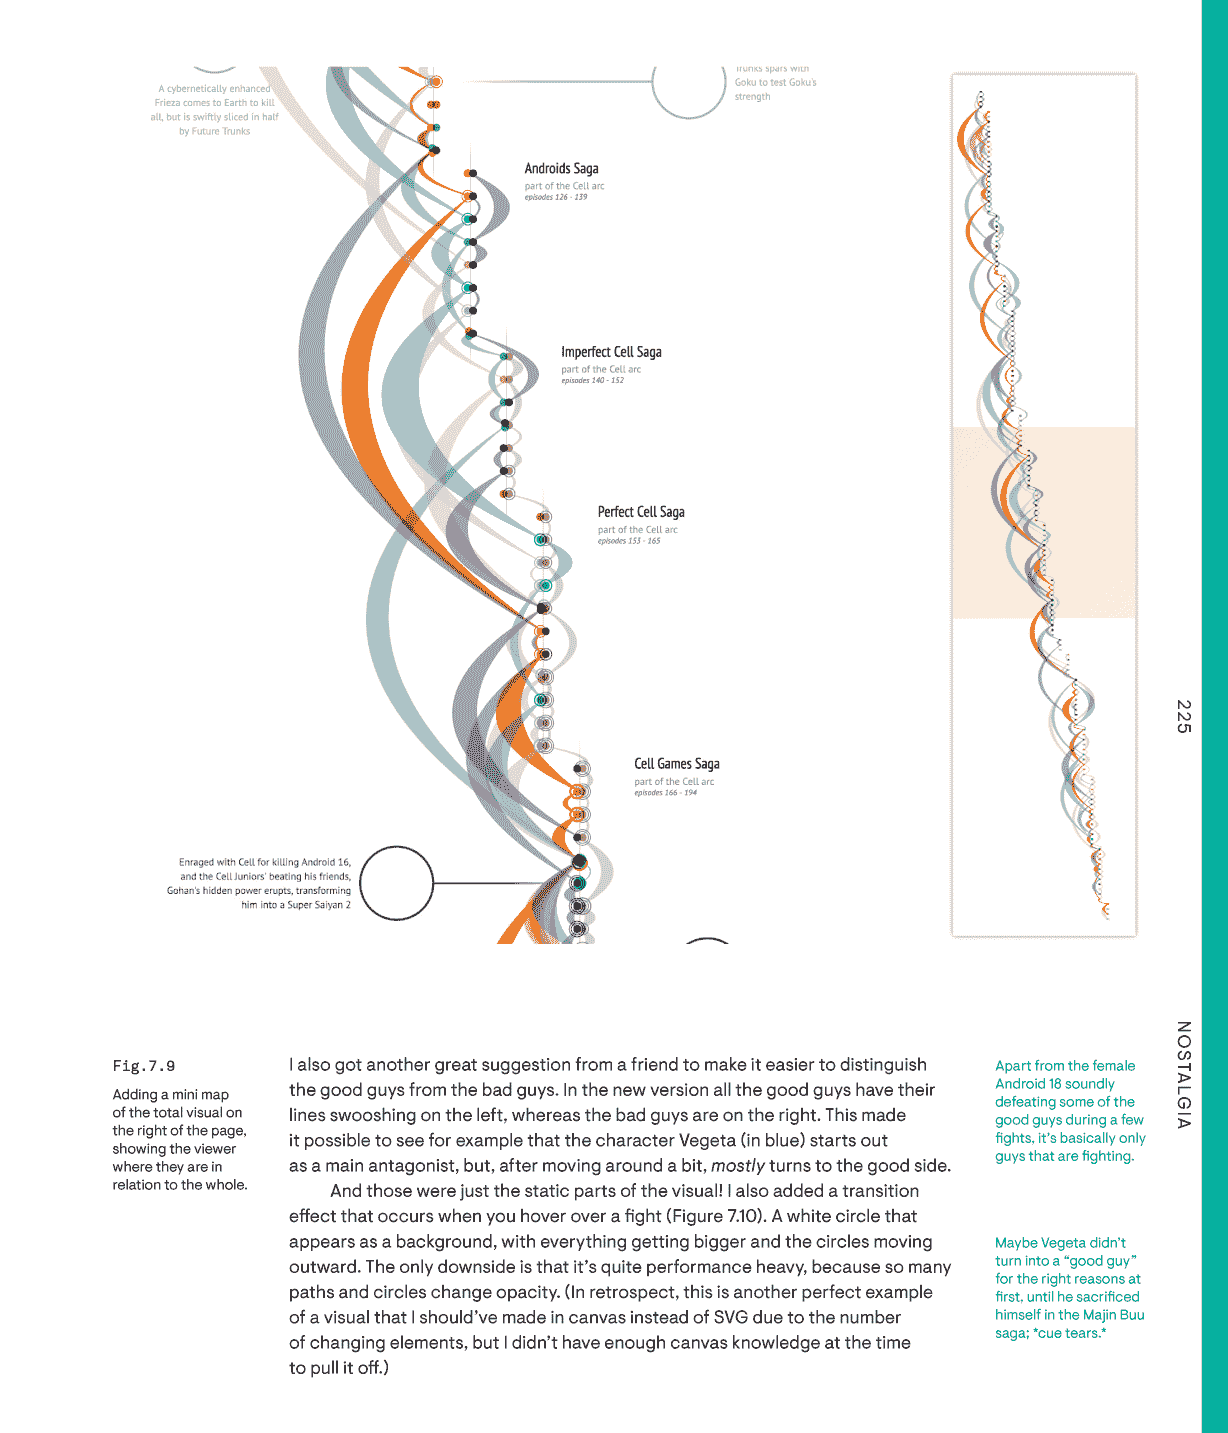 A cybernetically enhanced
Frieza comes to Earth to kill
all, but is swiftly sliced in half
by Future Trunks
Trunks spars with
Goku to test Goku's
strength
Androids Saga
part of the Cell arc
episodes 126 - 139
Imperfect Cell Saga
part of the Cell arc
episodes 140 - 152
Perfect Cell Saga
part of the Cell arc
episodes 153 - 165
Cell Games Saga
part of the Cell arc
episodes 166 - 194
Enraged with Cell for killing Android 16,
and the Cell Juniors' beating his friends,
Gohan's hidden power erupts, transforming
him into a Super Saiyan 2
225
NOSTALGIA
Fig.7.9
Adding a mini map
of the total visual on
the right of the page,
showing the viewer
where they are in
relation to the whole.
I also got another great suggestion from a friend to make it easier to distinguish
the good guys from the bad guys. In the new version all the good guys have their
lines swooshing on the left, whereas the bad guys are on the right. This made
it possible to see for example that the character Vegeta (in blue) starts out
as a main antagonist, but, after moving around a bit, mostly turns to the good side.
And those were just the static parts of the visual! I also added a transition
effect that occurs when you hover over a fight (Figure 7.10). A white circle that
appears as a background, with everything getting bigger and the circles moving
outward. The only downside is that it's quite performance heavy, because so many
paths and circles change opacity. (In retrospect, this is another perfect example
of a visual that I should've made in canvas instead of SVG due to the number
of changing elements, but I didn't have enough canvas knowledge at the time
to pull it off.)
Apart from the female
Android 18 soundly
defeating some of the
good guys during a few
fights, it's basically only
guys that are fighting.
Maybe Vegeta didn't
turn into a "good guy"
for the right reasons at
first, until he sacrificed
himself in the Majin Buu
saga; *cue tears.*